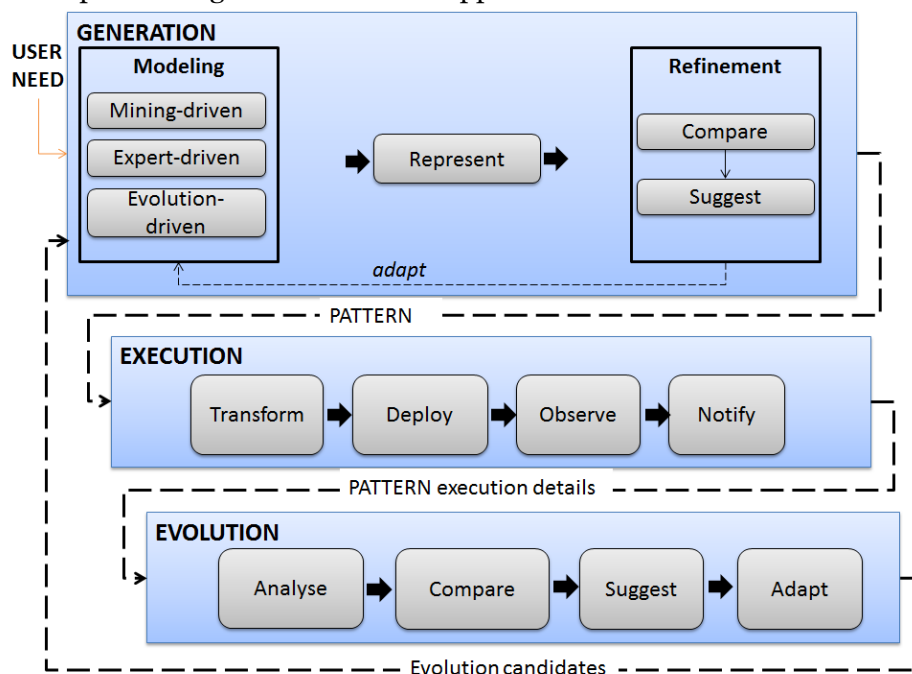 GENERATION
USER
NEED
Modeling
Mining-driven
Expert-driven
Evolution-
driven
Represent
Refinement
Compare
Suggest
adapt
PATTERN
EXECUTION
Transform
Deploy
Observe
Notify
PATTERN execution details
EVOLUTION
Analyse
Compare
Suggest
Adapt
Evolution candidates